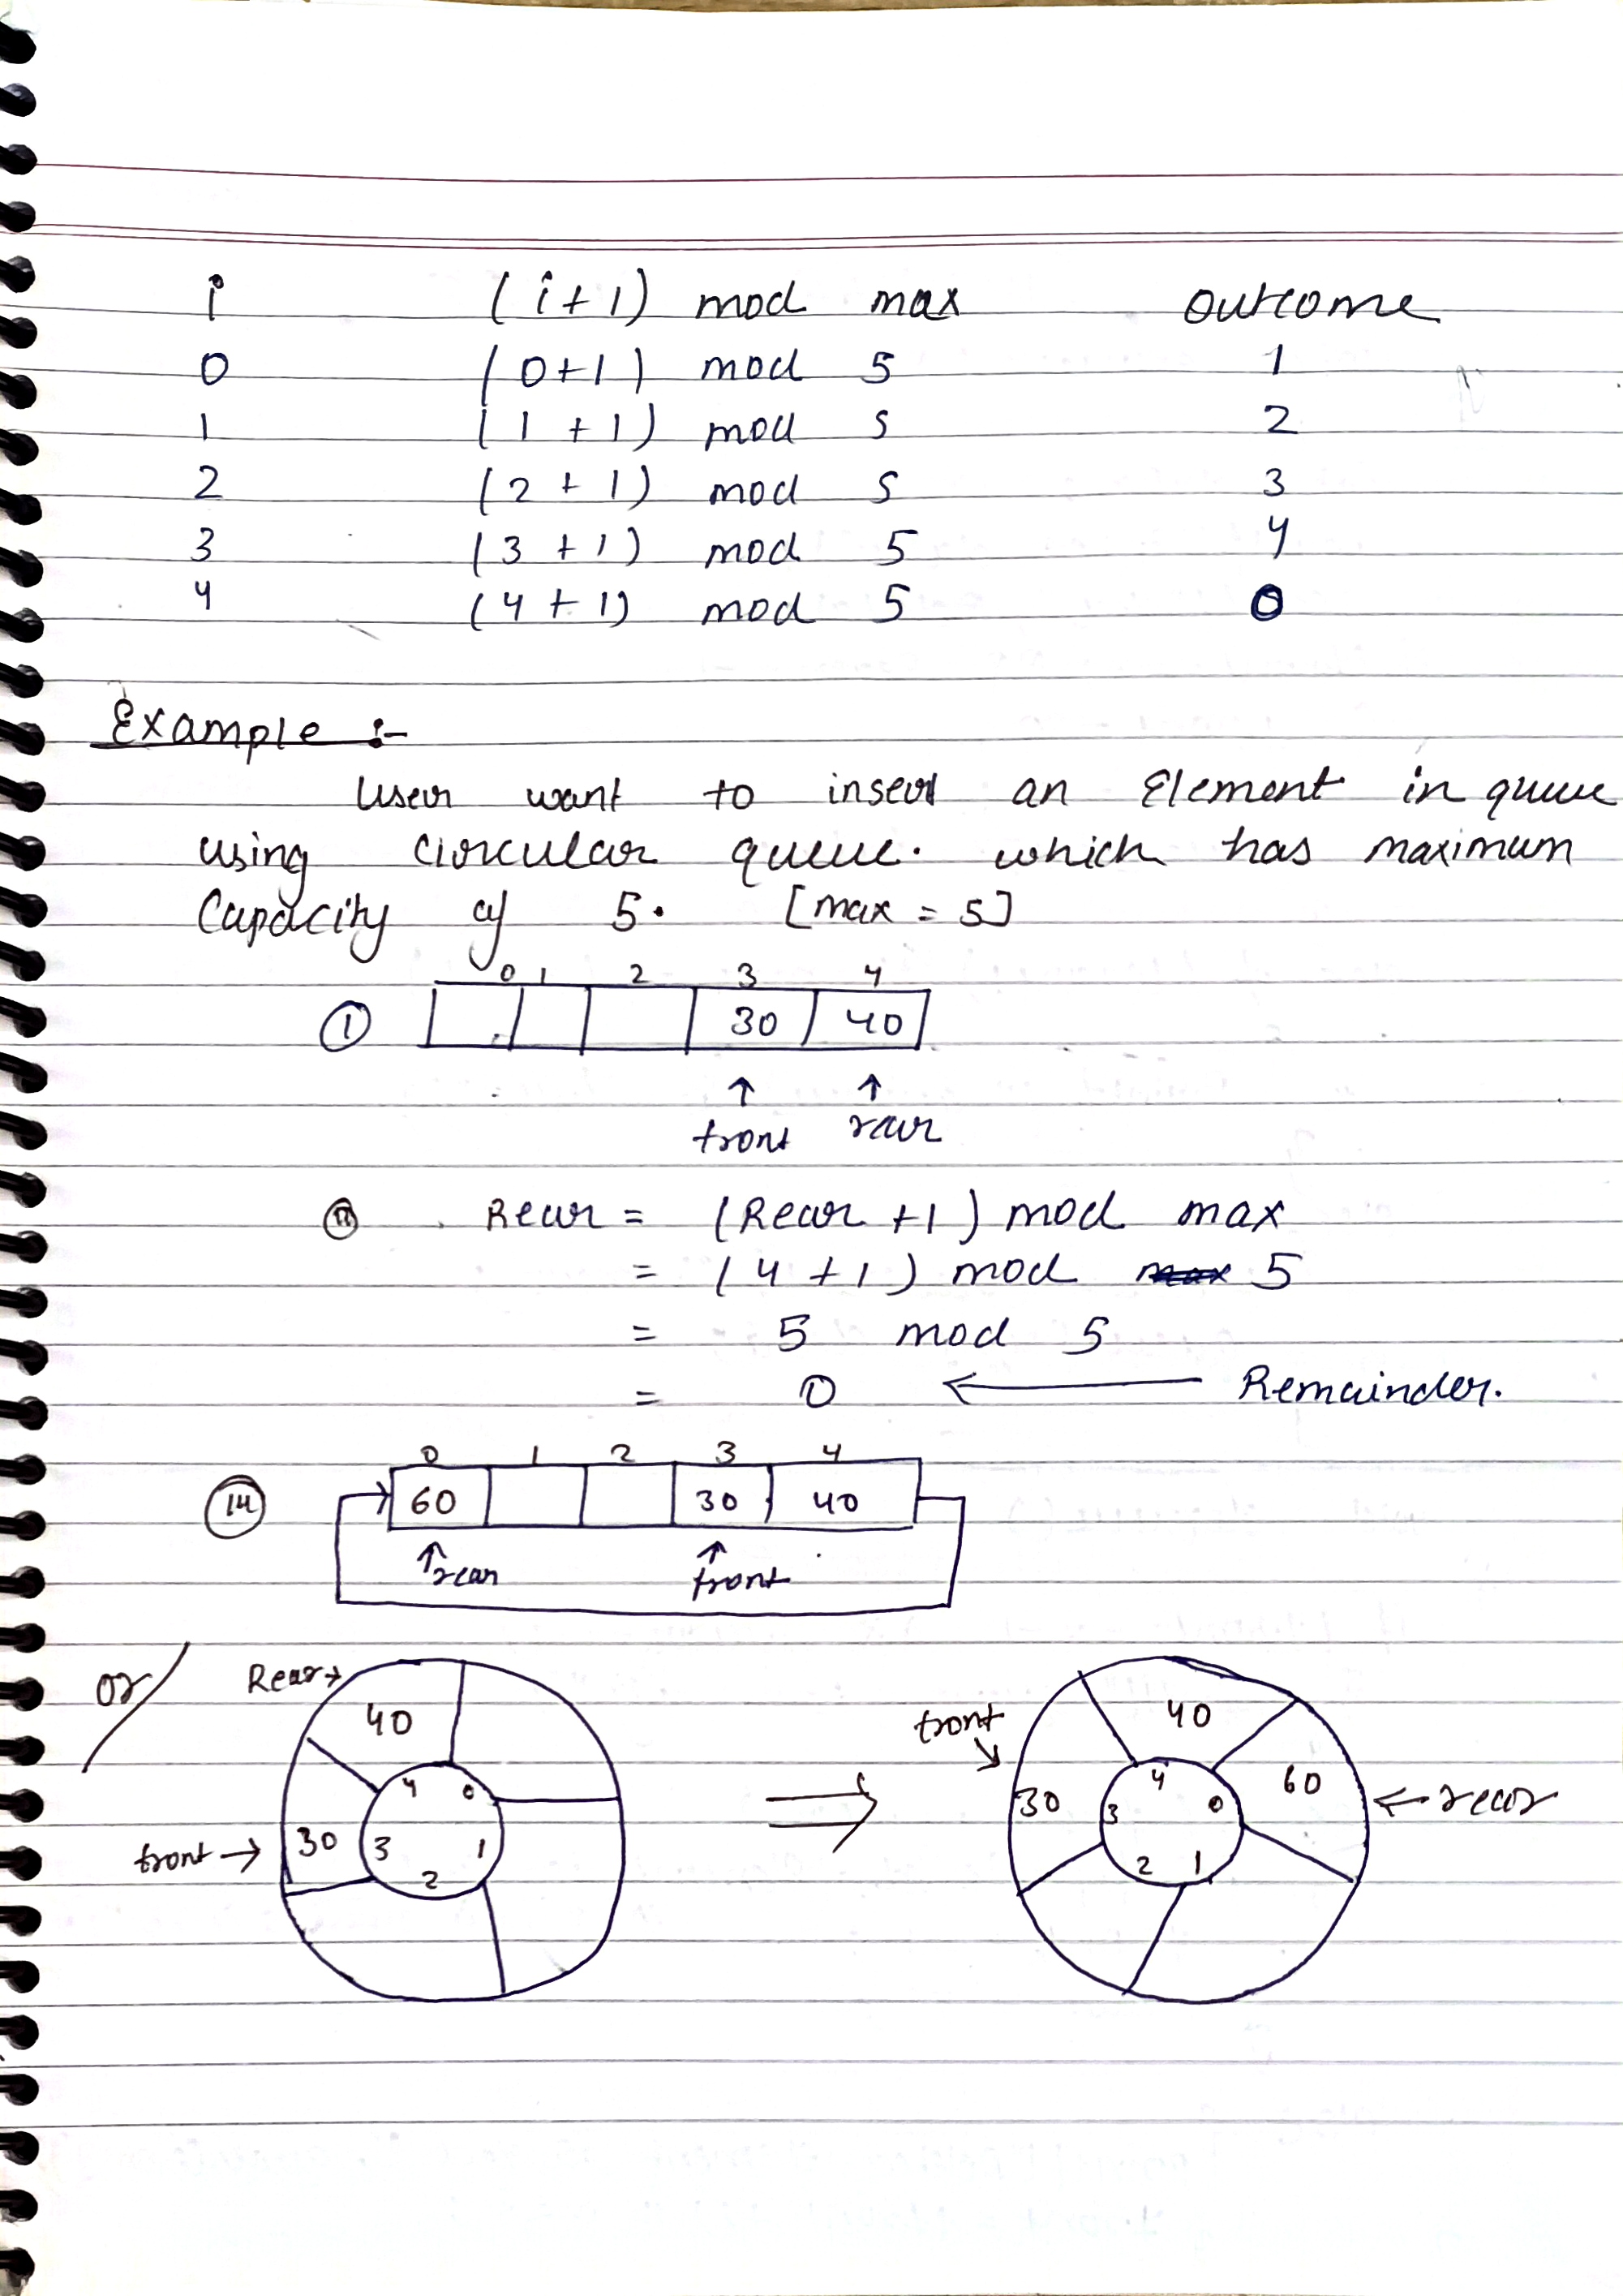 i (i+1) mod max outcome
0 (0+1) mod 5 1
1 (1+1) mod 5 2
2 (2+1) mod 5 3
3 (3+1) mod 5 4
4 (4+1) mod 5 0
Example :-
User want to insert an Element in queue
using circular queue. which has maximum
Capacity of 5. [max = 5]
0 1 2 3 4
① 30 40
↑ ↑
front rear
Rear = (Rear +1) mod max
= (4+1) mod 5
= 5 mod 5
= 0 ← Remainder.
0 1 2 3 4
60 30 40
↑rear ↑front
or/
Rear→ 40
4 0
front → 30 3 1
2
⇒
front 40
4 60 ← rear
30 3 0
2 1